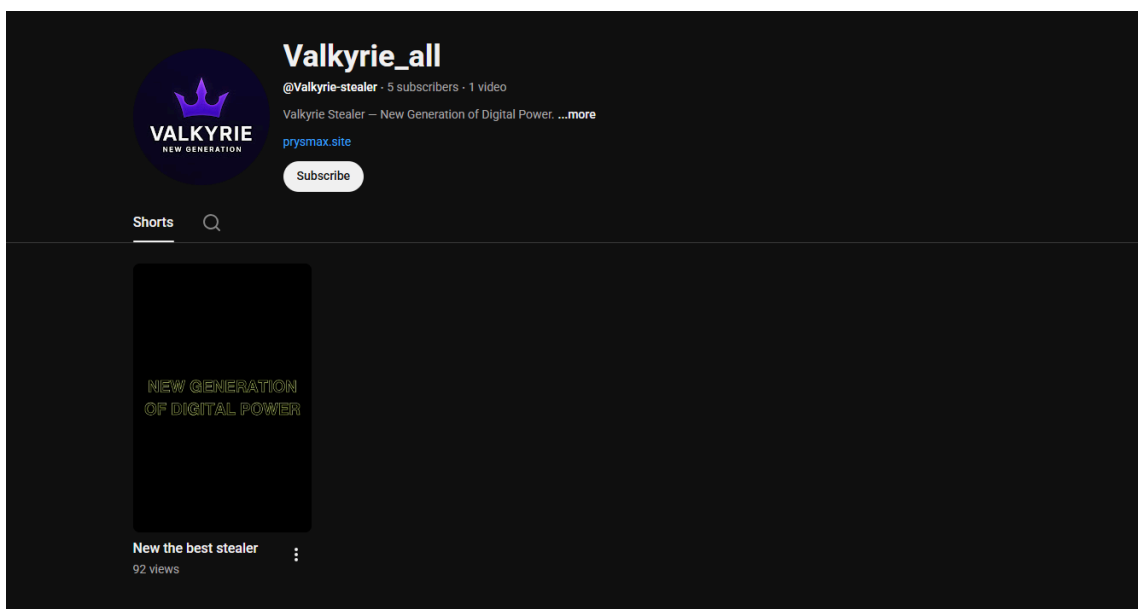 Valkyrie_all
@Valkyrie-stealer · 5 subscribers · 1 video
Valkyrie Stealer — New Generation of Digital Power. ...more
prysmax.site
Subscribe
VALKYRIE
NEW GENERATION
Shorts
NEW GENERATION
OF DIGITAL POWER
New the best stealer
92 views